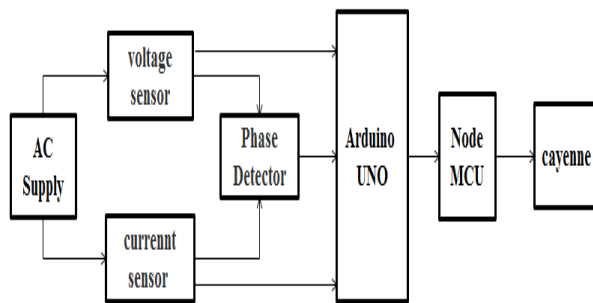 voltage
sensor
AC
Supply
Phase
Detector
currennt
sensor
Arduino
UNO
Node
MCU
cayenne